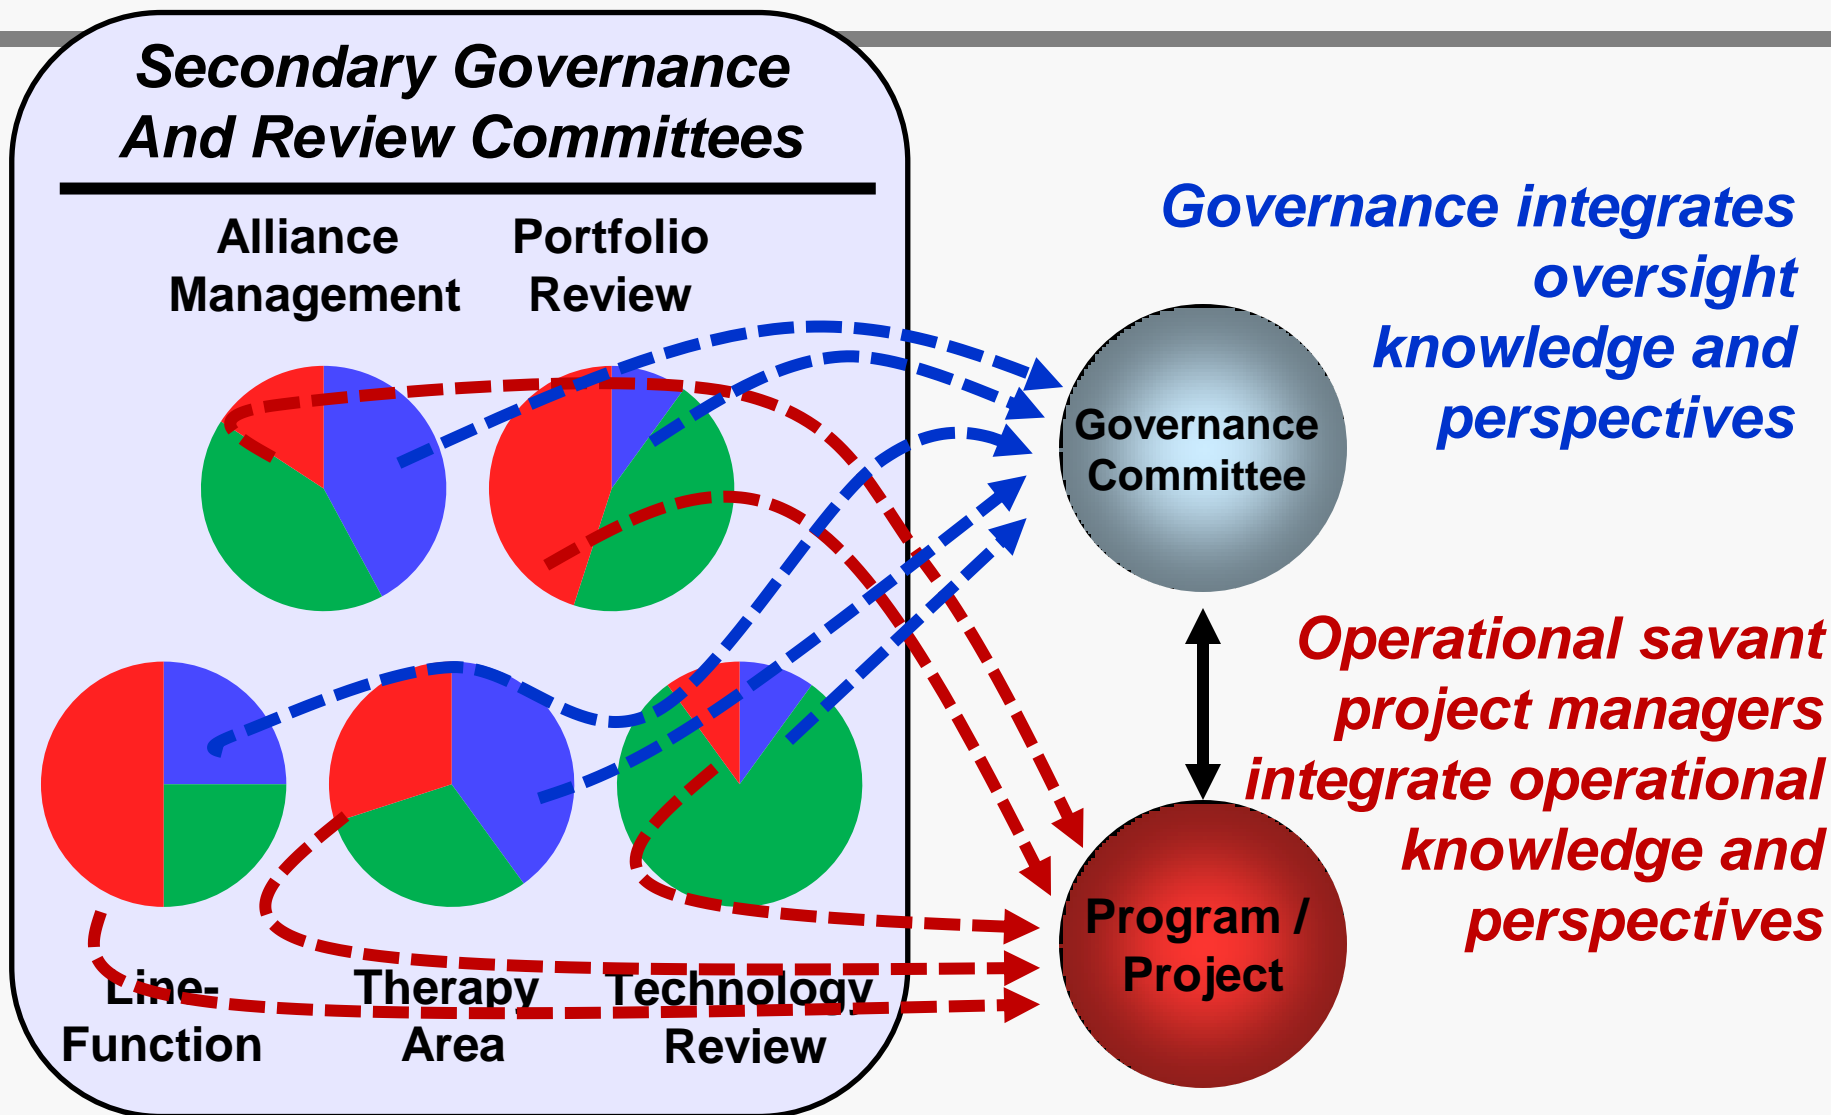 Secondary Governance
And Review Committees
Alliance
Management
Portfolio
Review
Governance integrates
oversight
knowledge and
perspectives
Governance
Committee
Operational savant
project managers
integrate operational
knowledge and
perspectives
Program /
Project
Line-
Function
Therapy
Area
Technology
Review